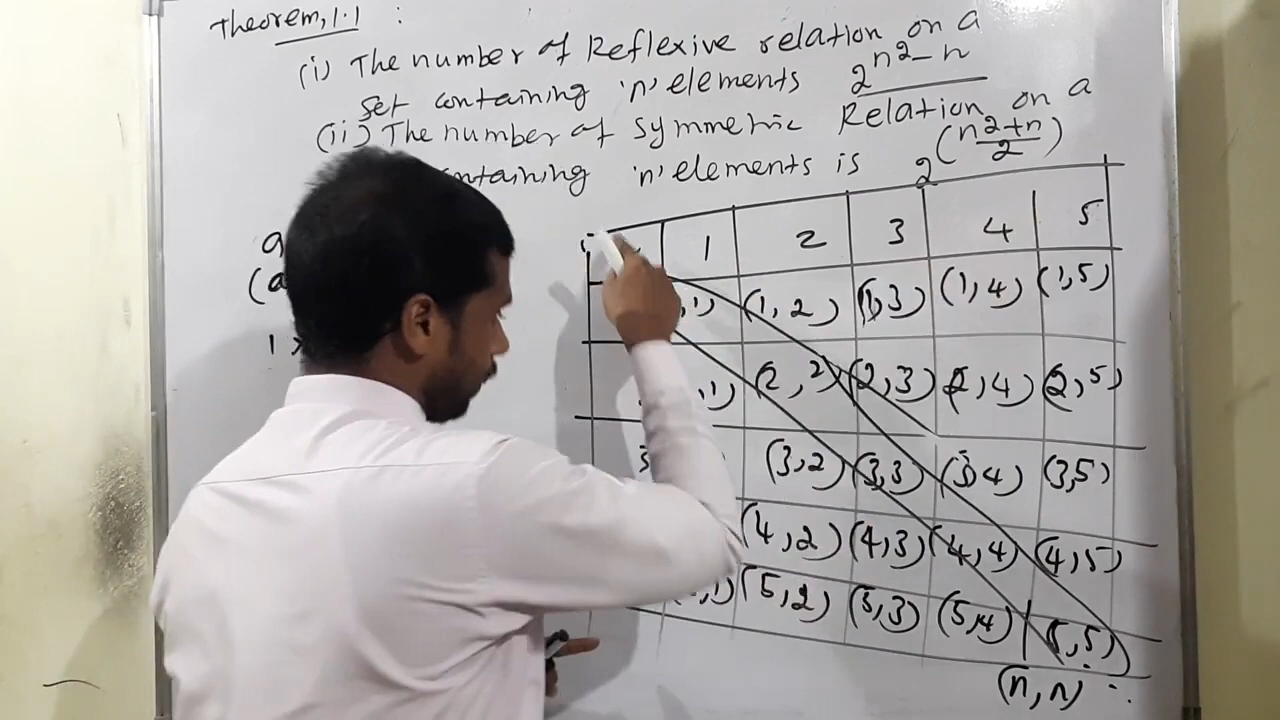 Theorem, 1.1 :
(i) The number of Reflexive relation on a
set containing 'n' elements 2^n2-n
(ii) The number of symmetric Relation on a
containing 'n' elements is 2^(n2+n/2)
1 2 3 4 5
(1,2) (1,3) (1,4) (1,5)
(2,2) (2,3) (2,4) (2,5)
3 (3,2) (3,3) (3,4) (3,5)
(4,2) (4,3) (4,4) (4,5)
(5,2) (5,3) (5,4) (5,5)
(n,n)